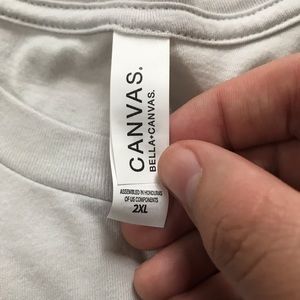 CANVAS.
BELLA+CANVAS.
ASSEMBLED IN HONDURAS
OF US COMPONENTS
2XL